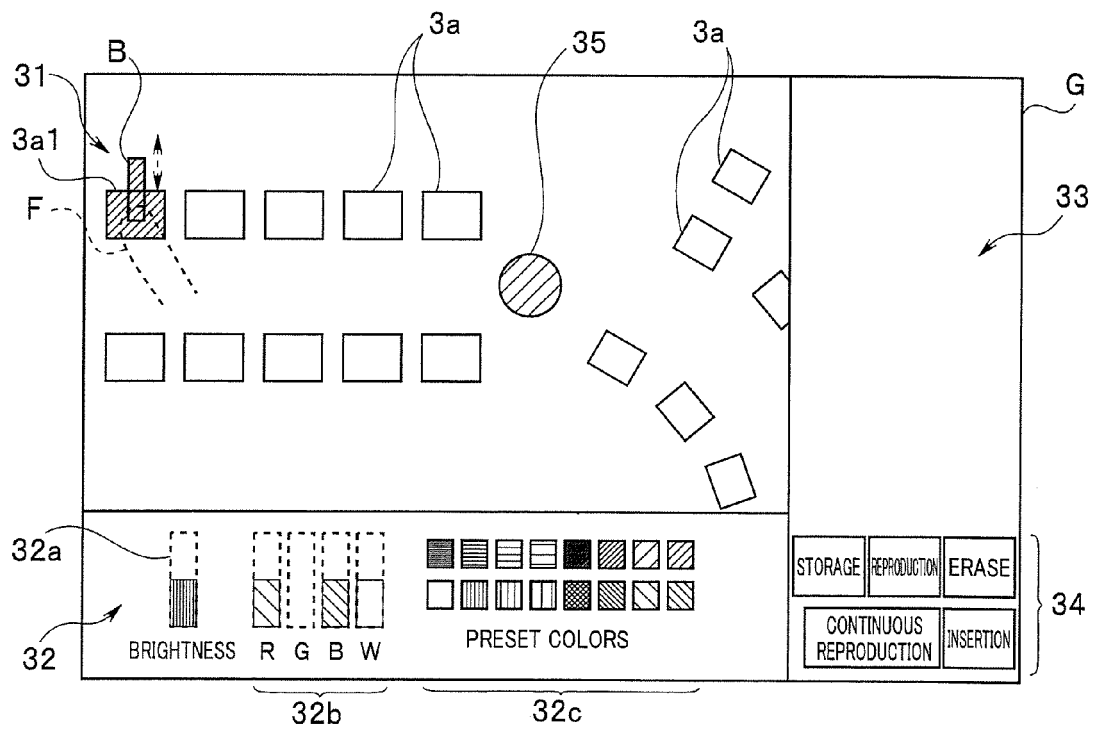 3a
3a
35
B
31
G
3a1
F
33
32a
STORAGE
REPRODUCTION
ERASE
34
32
CONTINUOUS
REPRODUCTION
INSERTION
BRIGHTNESS
R G B W
PRESET COLORS
32b
32c